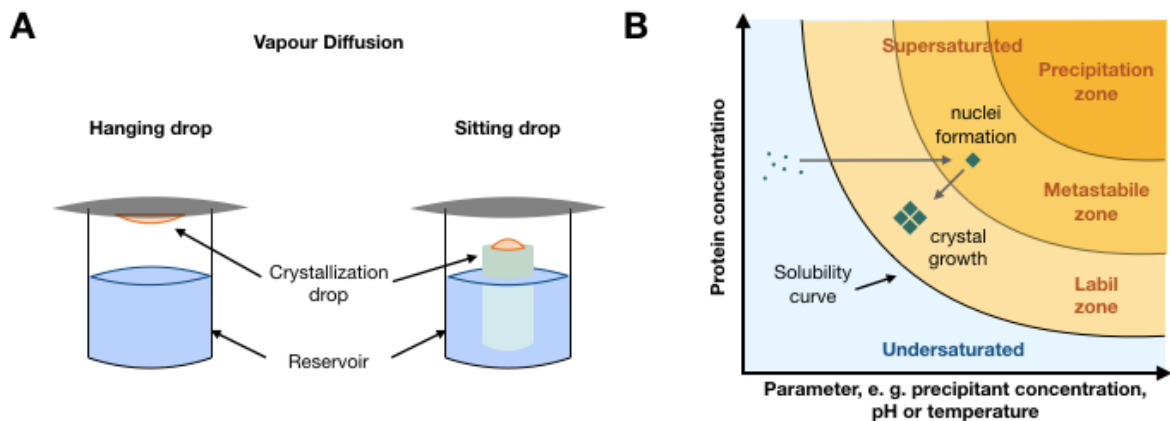 A
Vapour Diffusion
Hanging drop
Sitting drop
Crystallization
drop
Reservoir
B
Protein concentratino
Supersaturated
Precipitation
zone
nuclei
formation
Metastabile
zone
crystal
growth
Solubility
curve
Labil
zone
Undersaturated
Parameter, e. g. precipitant concentration,
pH or temperature